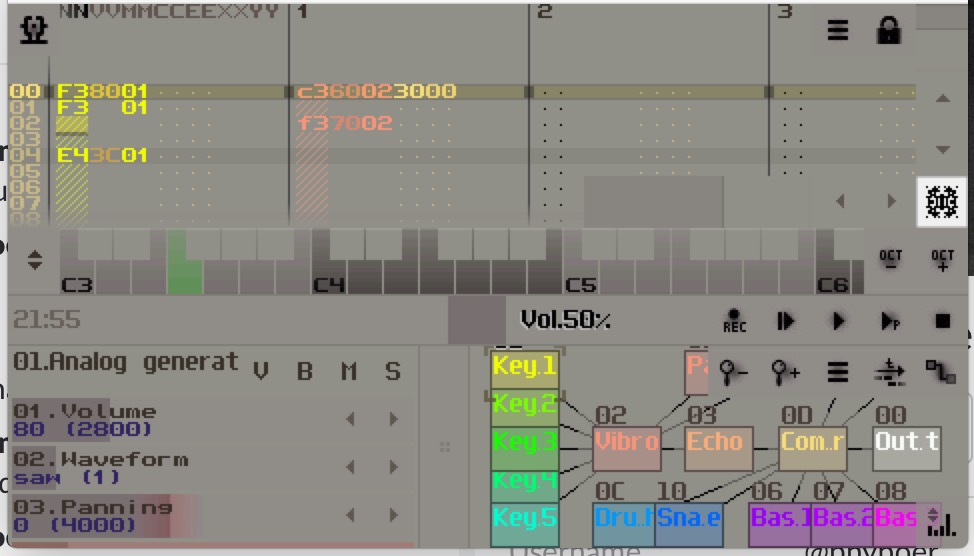 NNVVMMCCEEXXYY 1 2 3
00 F38001 c360023000
01 F3 01
02 f37002
03
04 E43C01
05
06
07
08
C3 C4 C5 C6 OCT - OCT +
21:55 Vol.50% REC P
01.Analog generat V B M S
01.Volume
80 (2800)
02.Waveform
saw (1)
03.Panning
0 (4000)
Key.1 Pa
Key.2 02 03 0D 00
Key.3 Vibro Echo Com.r Out.t
Key.4 0C 10 06 07 08
Key.5 Dru. Sna.e Bas.1 Bas.2 Bas